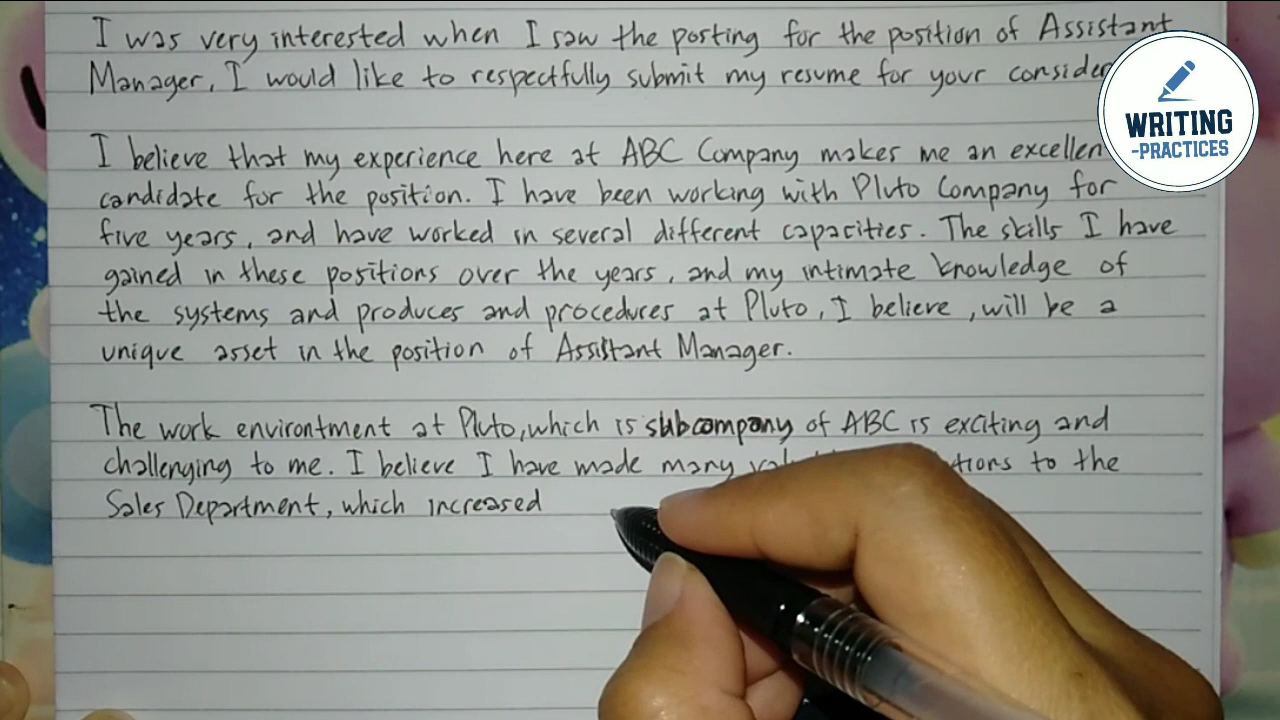 I was very interested when I saw the posting for the position of Assistant
Manager, I would like to respectfully submit my resume for your
I believe that my experience here at ABC Company makes me an
candidate for the position. I have been working with Pluto Company for
five years, and have worked in several different capacities. The skills I have
gained in these positions over the years, and my intimate knowledge of
the systems and produces and procedures at Pluto, I believe, will be a
unique asset in the position of Assistant Manager.
The work environtment at Pluto, which is subcompany of ABC is exciting and
challenging to me. I believe I have made many to the
Sales Department, which increased
WRITING
-PRACTICES